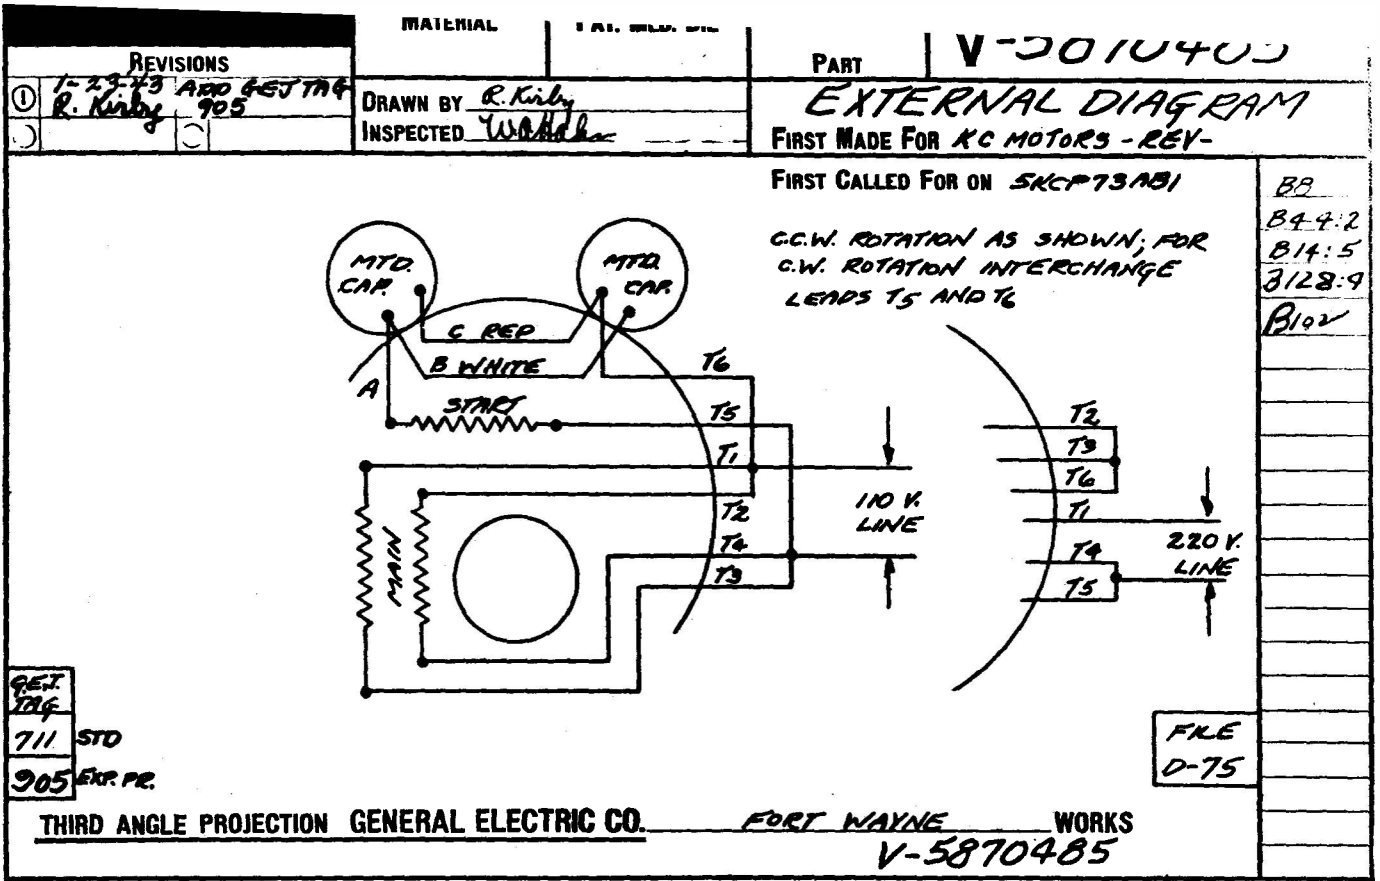 MATERIAL
PART
REVISIONS
1-23-43 ADD GEJ TAG
R. Kirby 905
DRAWN BY R. Kirby
INSPECTED
EXTERNAL DIAGRAM
FIRST MADE FOR KC MOTORS -REV-
FIRST CALLED FOR ON 5KCP73AB1
C.C.W. ROTATION AS SHOWN; FOR
C.W. ROTATION INTERCHANGE
LEADS T5 AND T6
B8
B44:2
B14:5
B128:9
B102
MTD.
CAP.
MTD.
CAP.
C RED
B WHITE
A
START
MAIN
T6
T5
T1
T2
T4
T3
110 V.
LINE
T2
T3
T6
T1
T4
T5
220 V.
LINE
G.E.J.
TAG
711 STD
905 EXP. PR.
FILE
D-75
THIRD ANGLE PROJECTION GENERAL ELECTRIC CO. FORT WAYNE WORKS
V-5870485